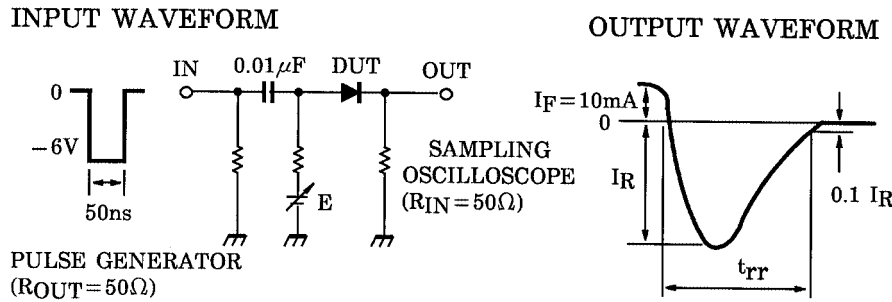 INPUT WAVEFORM
0
−6V
50ns
PULSE GENERATOR
(ROUT=50Ω)
IN
0.01μF
DUT
OUT
E
SAMPLING
OSCILLOSCOPE
(RIN=50Ω)
OUTPUT WAVEFORM
IF=10mA
0
IR
0.1 IR
trr